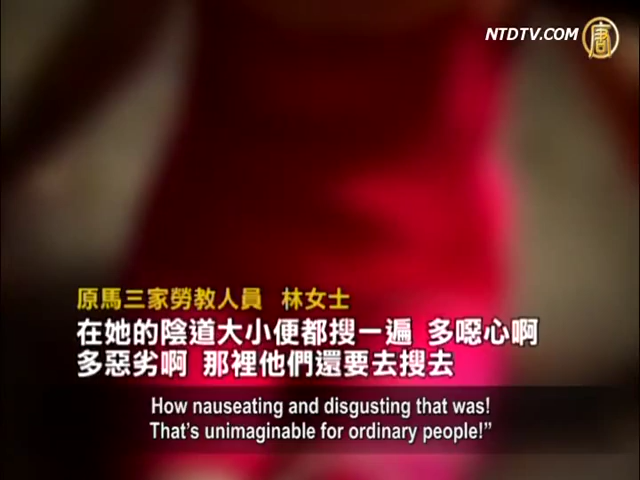 NTDTV.COM 唐
原馬三家勞教人員 林女士
在她的陰道大小便都搜一遍 多噁心啊
多惡劣啊 那裡他們還要去搜去
How nauseating and disgusting that was!
That's unimaginable for ordinary people!”